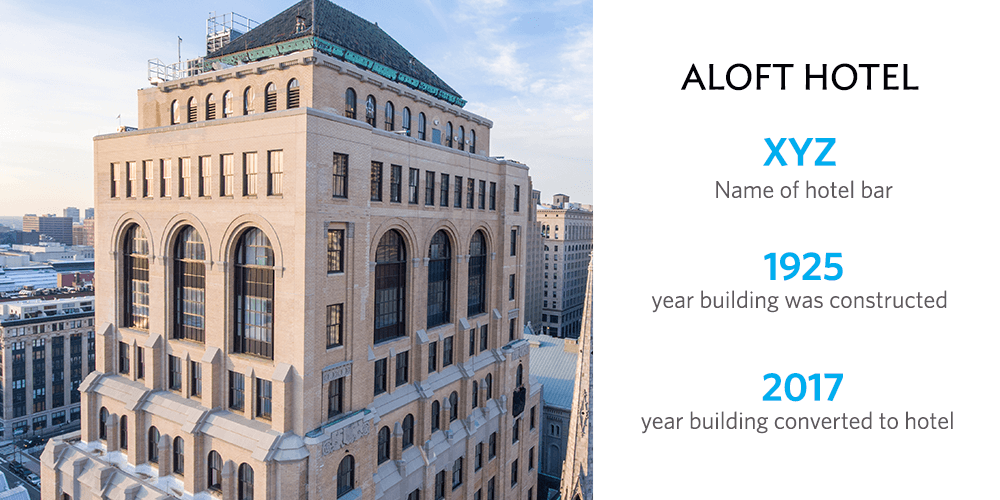 ALOFT HOTEL
XYZ
Name of hotel bar
1925
year building was constructed
2017
year building converted to hotel